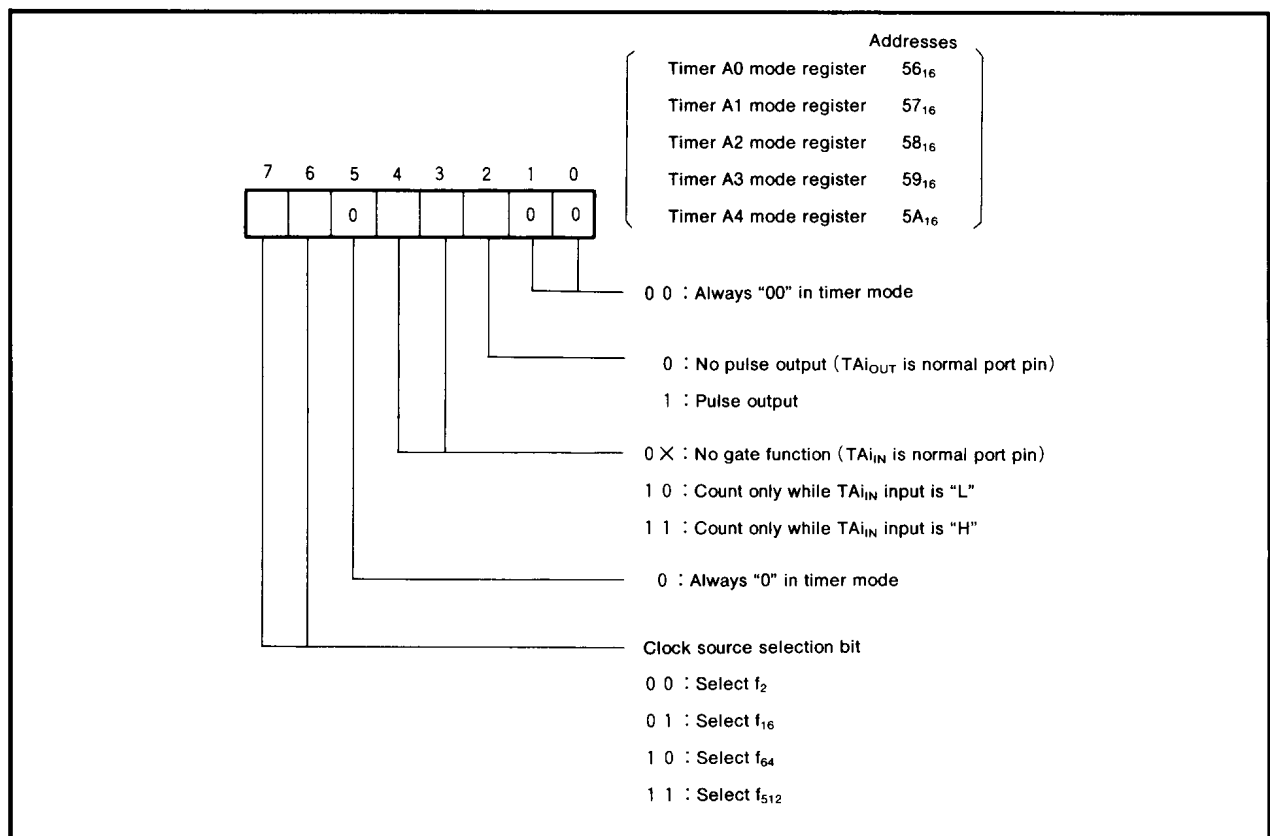 Addresses
Timer A0 mode register 56₁₆
Timer A1 mode register 57₁₆
Timer A2 mode register 58₁₆
Timer A3 mode register 59₁₆
Timer A4 mode register 5A₁₆
7 6 5 4 3 2 1 0
0 0 0
0 0 : Always “00” in timer mode
0 : No pulse output (TAiOUT is normal port pin)
1 : Pulse output
0 X : No gate function (TAiIN is normal port pin)
1 0 : Count only while TAiIN input is “L”
1 1 : Count only while TAiIN input is “H”
0 : Always “0” in timer mode
Clock source selection bit
0 0 : Select f₂
0 1 : Select f₁₆
1 0 : Select f₆₄
1 1 : Select f₅₁₂